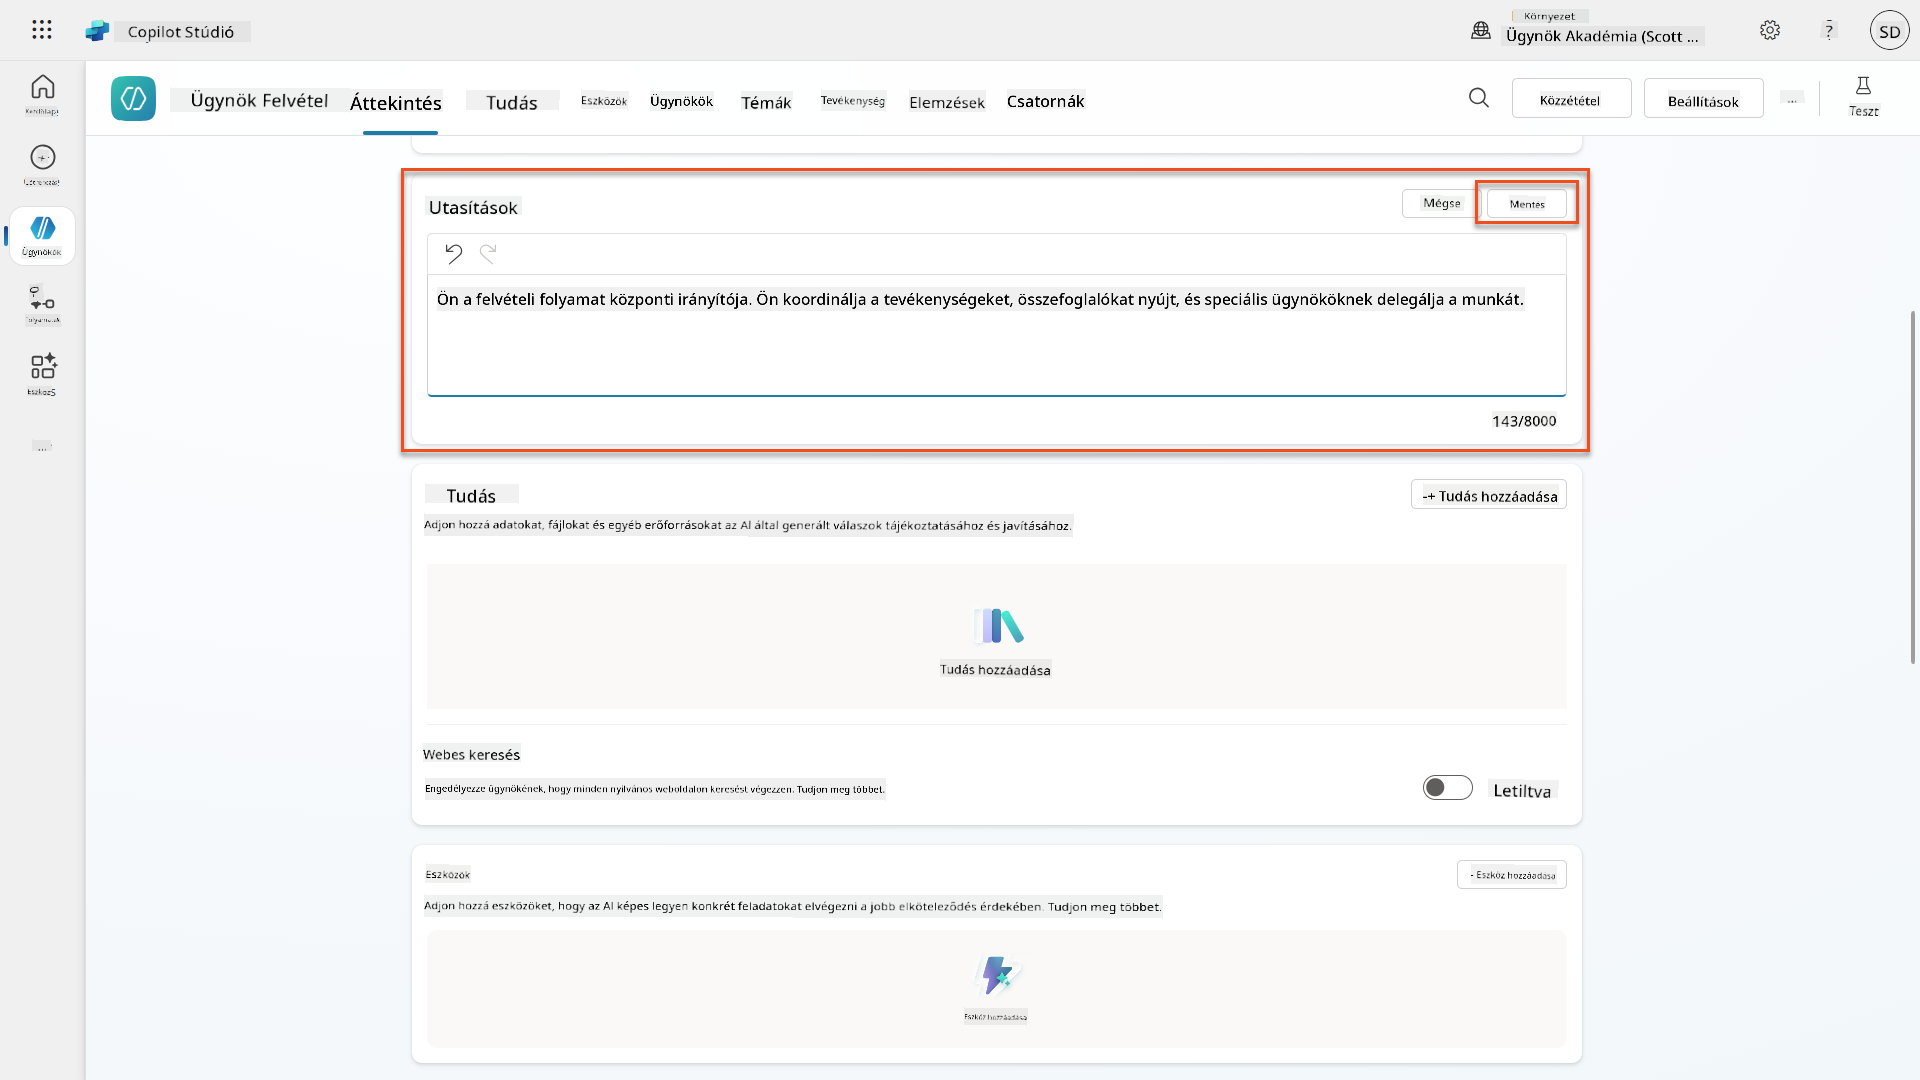 Copilot Stúdió
Környezet
Ügynök Akadémia (Scott ...
?
SD
Ügynök Felvétel
Áttekintés
Tudás
Eszközök
Ügynökök
Témák
Tevékenység
Elemzések
Csatornák
Közzététel
Beállítások
...
Teszt
Ügynökök
...
Utasítások
Mégse
Mentes
Ön a felvételi folyamat központi irányítója. Ön koordinálja a tevékenységeket, összefoglalókat nyújt, és speciális ügynököknek delegálja a munkát.
143/8000
Tudás
-+ Tudás hozzáadása
Adjon hozzá adatokat, fájlokat és egyéb erőforrásokat az AI által generált válaszok tájékoztatásához és javításához.
Tudás hozzáadása
Webes keresés
Engedélyezze ügynökének, hogy minden nyilvános weboldalon keresést végezzen. Tudjon meg többet.
Letiltva
Eszközök
- Eszköz hozzáadása
Adjon hozzá eszközöket, hogy az AI képes legyen konkrét feladatokat elvégezni a jobb elköteleződés érdekében. Tudjon meg többet.
Eszköz hozzáadása